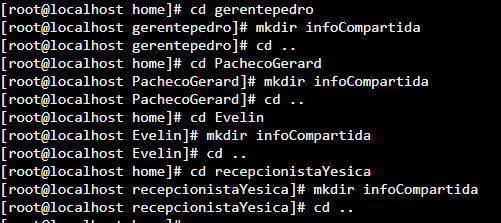 [root@localhost home]# cd gerentepedro
[root@localhost gerentepedro]# mkdir infoCompartida
[root@localhost gerentepedro]# cd ..
[root@localhost home]# cd PachecoGerard
[root@localhost PachecoGerard]# mkdir infoCompartida
[root@localhost PachecoGerard]# cd ..
[root@localhost home]# cd Evelin
[root@localhost Evelin]# mkdir infoCompartida
[root@localhost Evelin]# cd ..
[root@localhost home]# cd recepcionistaYesica
[root@localhost recepcionistaYesica]# mkdir infoCompartida
[root@localhost recepcionistaYesica]# cd ..